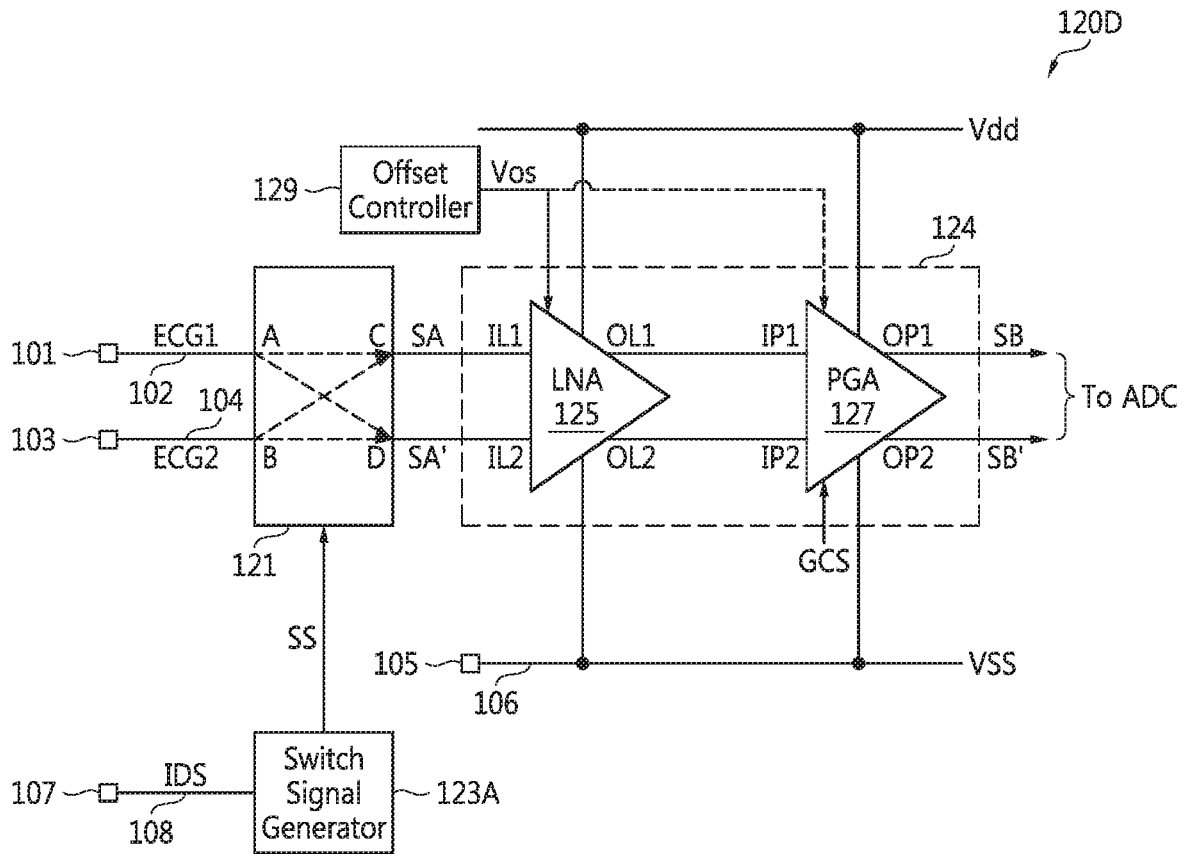 120D
Vdd
Offset
Controller
129
Vos
124
101
ECG1
102
A
C
SA
IL1
OL1
IP1
OP1
SB
LNA
125
PGA
127
To ADC
103
104
ECG2
B
D
SA'
IL2
OL2
IP2
OP2
SB'
121
GCS
SS
105
106
VSS
107
IDS
108
Switch
Signal
Generator
123A